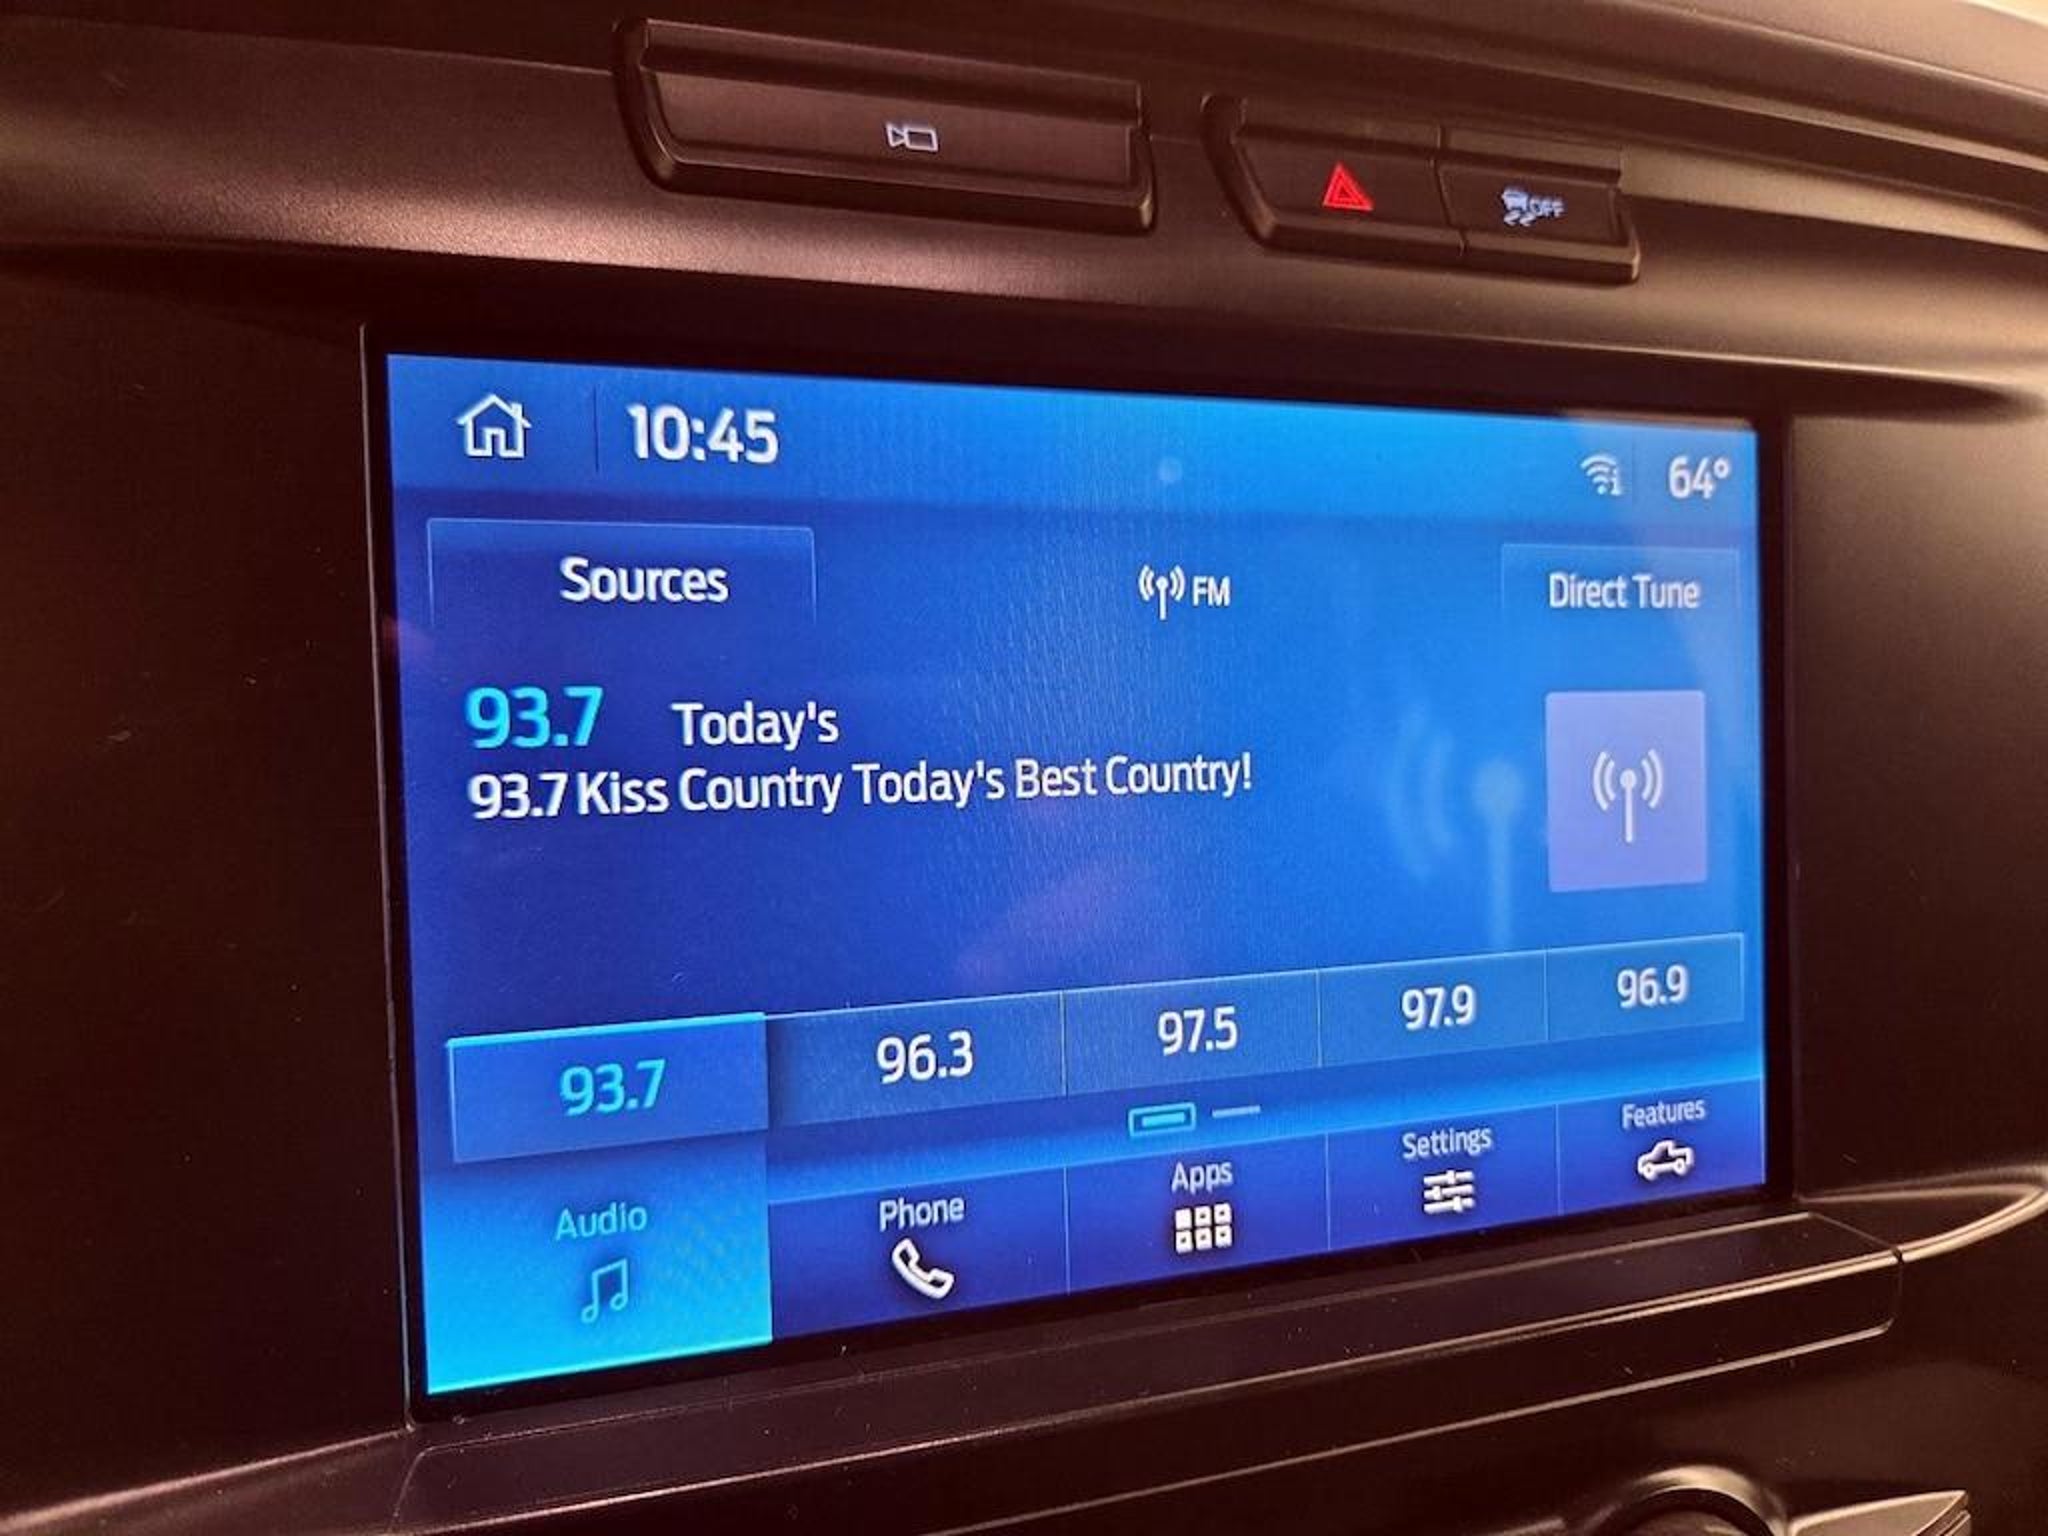 OFF
10:45
64°
Sources
FM
Direct Tune
93.7 Today's
93.7 Kiss Country Today's Best Country!
93.7
96.3
97.5
97.9
96.9
Audio
Phone
Apps
Settings
Features